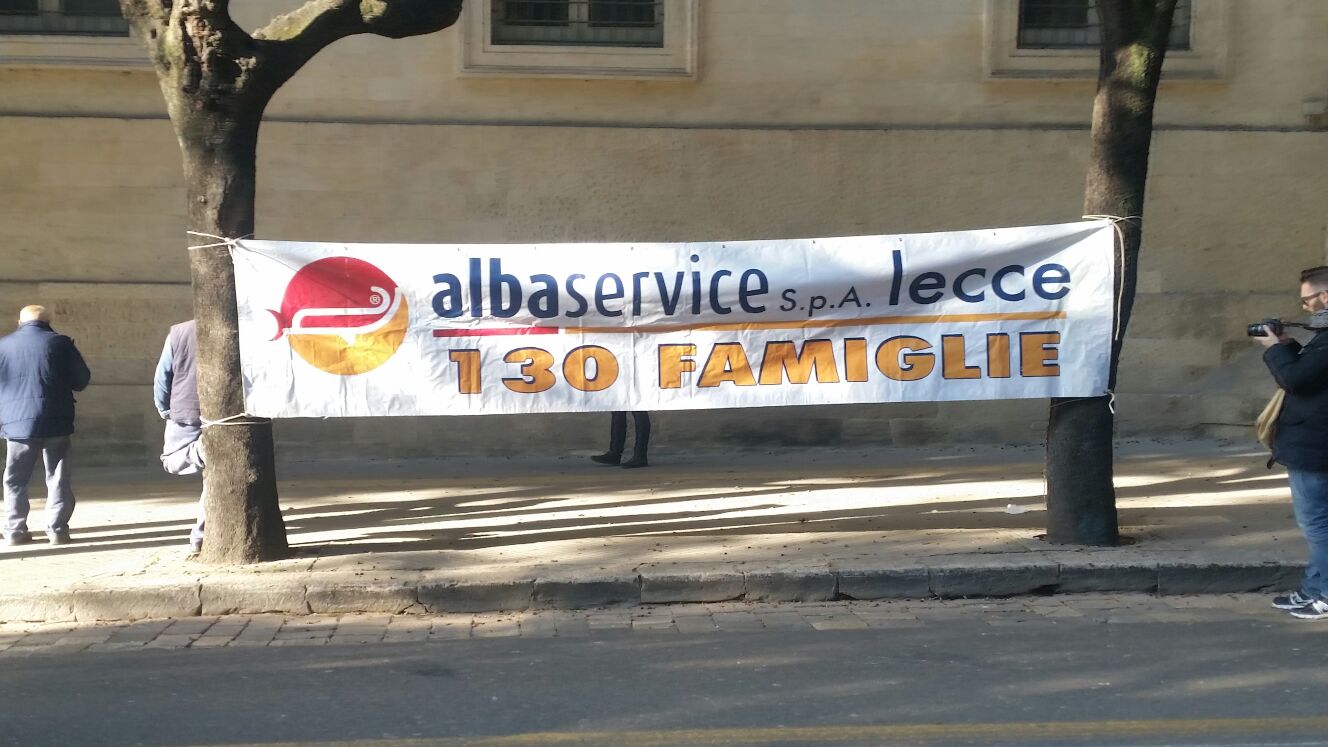 ® albaservice S.p.A. lecce
130 FAMIGLIE